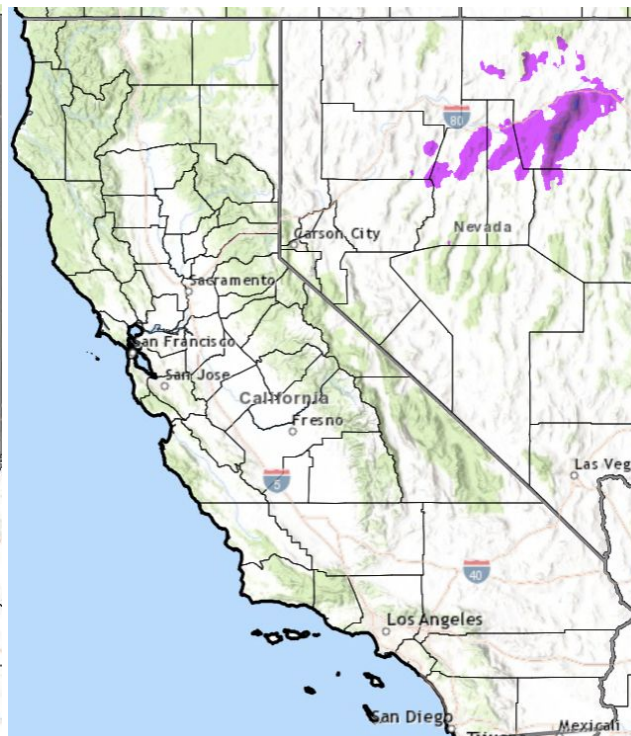 80
Carson City
Nevada
Sacramento
San Francisco
San Jose
California
Fresno
5
Las Veg
40
Los Angeles
San Diego
Mexicali